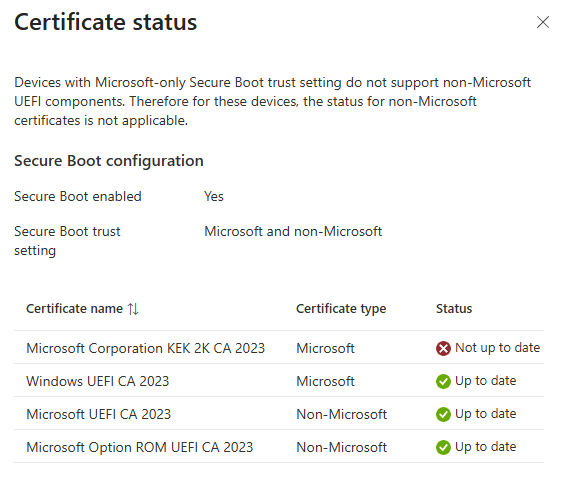 Certificate status
Devices with Microsoft-only Secure Boot trust setting do not support non-Microsoft
UEFI components. Therefore for these devices, the status for non-Microsoft
certificates is not applicable.
Secure Boot configuration
Secure Boot enabled Yes
Secure Boot trust setting Microsoft and non-Microsoft
Certificate name Certificate type Status
Microsoft Corporation KEK 2K CA 2023 Microsoft Not up to date
Windows UEFI CA 2023 Microsoft Up to date
Microsoft UEFI CA 2023 Non-Microsoft Up to date
Microsoft Option ROM UEFI CA 2023 Non-Microsoft Up to date